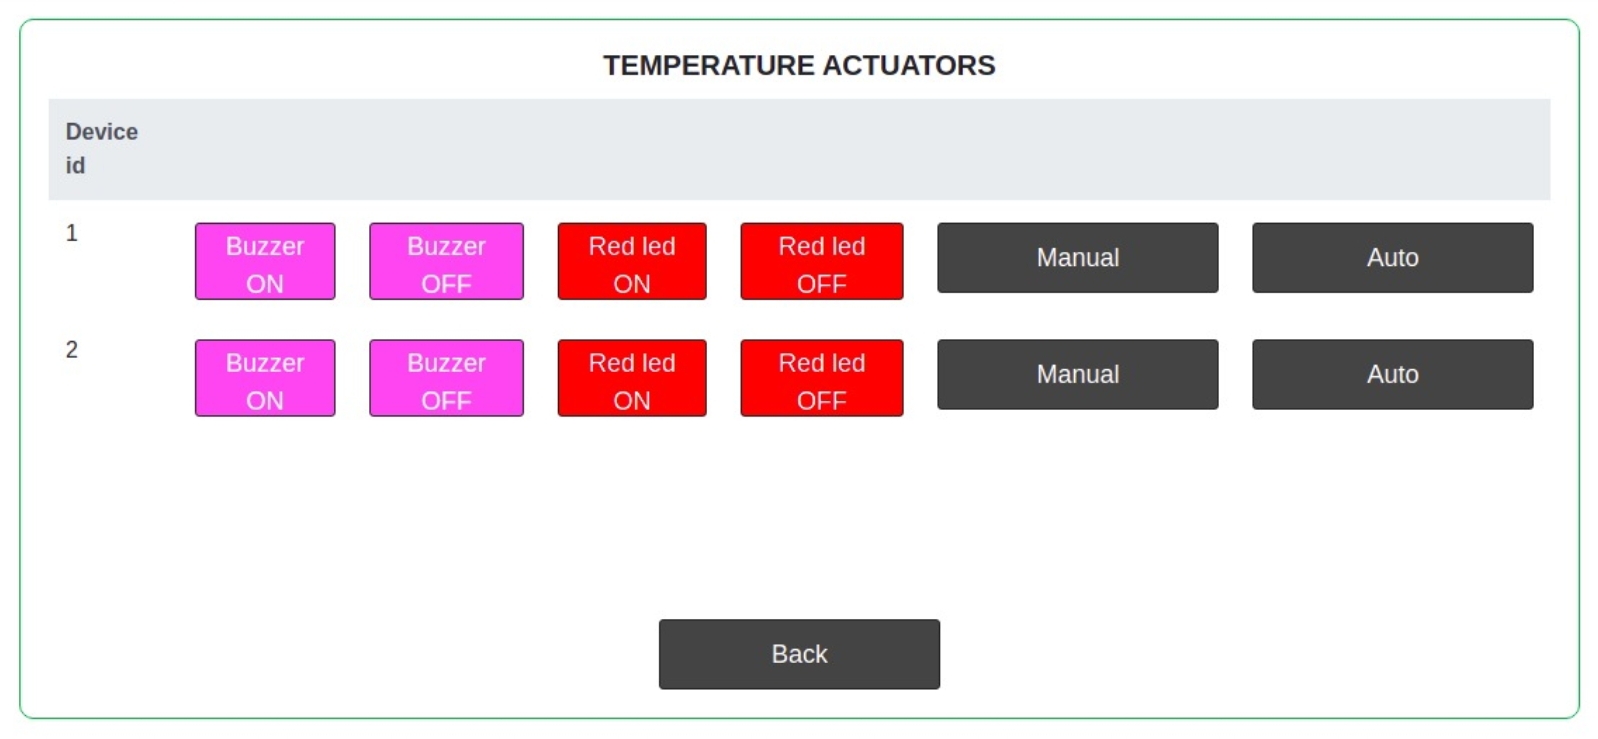 TEMPERATURE ACTUATORS
Device
id
1
Buzzer
ON
Buzzer
OFF
Red led
ON
Red led
OFF
Manual
Auto
2
Buzzer
ON
Buzzer
OFF
Red led
ON
Red led
OFF
Manual
Auto
Back